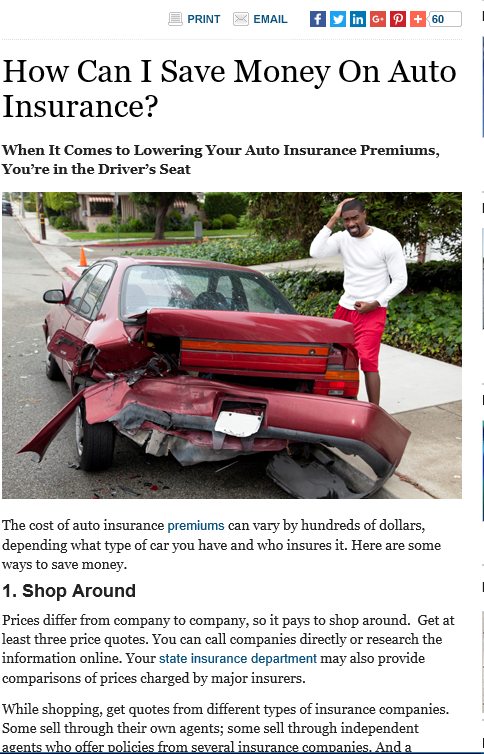 PRINT EMAIL 60
How Can I Save Money On Auto
Insurance?
When It Comes to Lowering Your Auto Insurance Premiums,
You’re in the Driver’s Seat
The cost of auto insurance premiums can vary by hundreds of dollars,
depending what type of car you have and who insures it. Here are some
ways to save money.
1. Shop Around
Prices differ from company to company, so it pays to shop around.  Get at
least three price quotes. You can call companies directly or research the
information online. Your state insurance department may also provide
comparisons of prices charged by major insurers.
While shopping, get quotes from different types of insurance companies.
Some sell through their own agents; some sell through independent
agents who offer policies from several insurance companies. And a